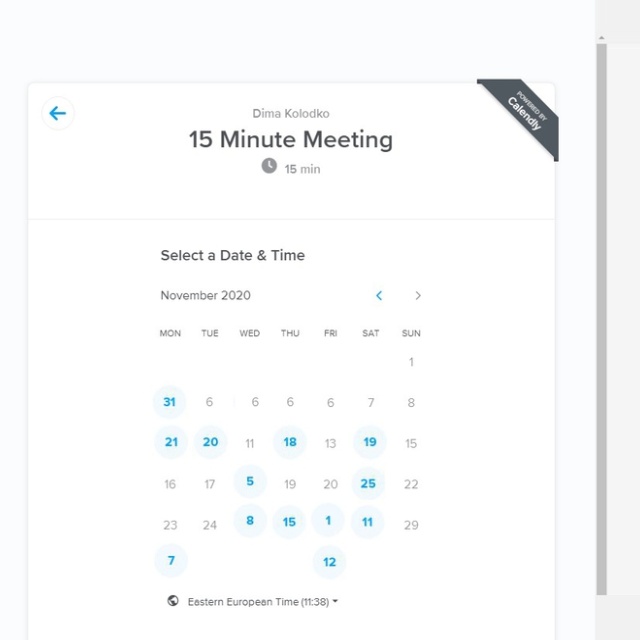 POWERED BY
Calendly
Dima Kolodko
15 Minute Meeting
15 min
Select a Date & Time
November 2020
MON TUE WED THU FRI SAT SUN
1
31 6 6 6 6 7 8
21 20 11 18 13 19 15
16 17 5 19 20 25 22
23 24 8 15 1 11 29
7 12
Eastern European Time (11:38)